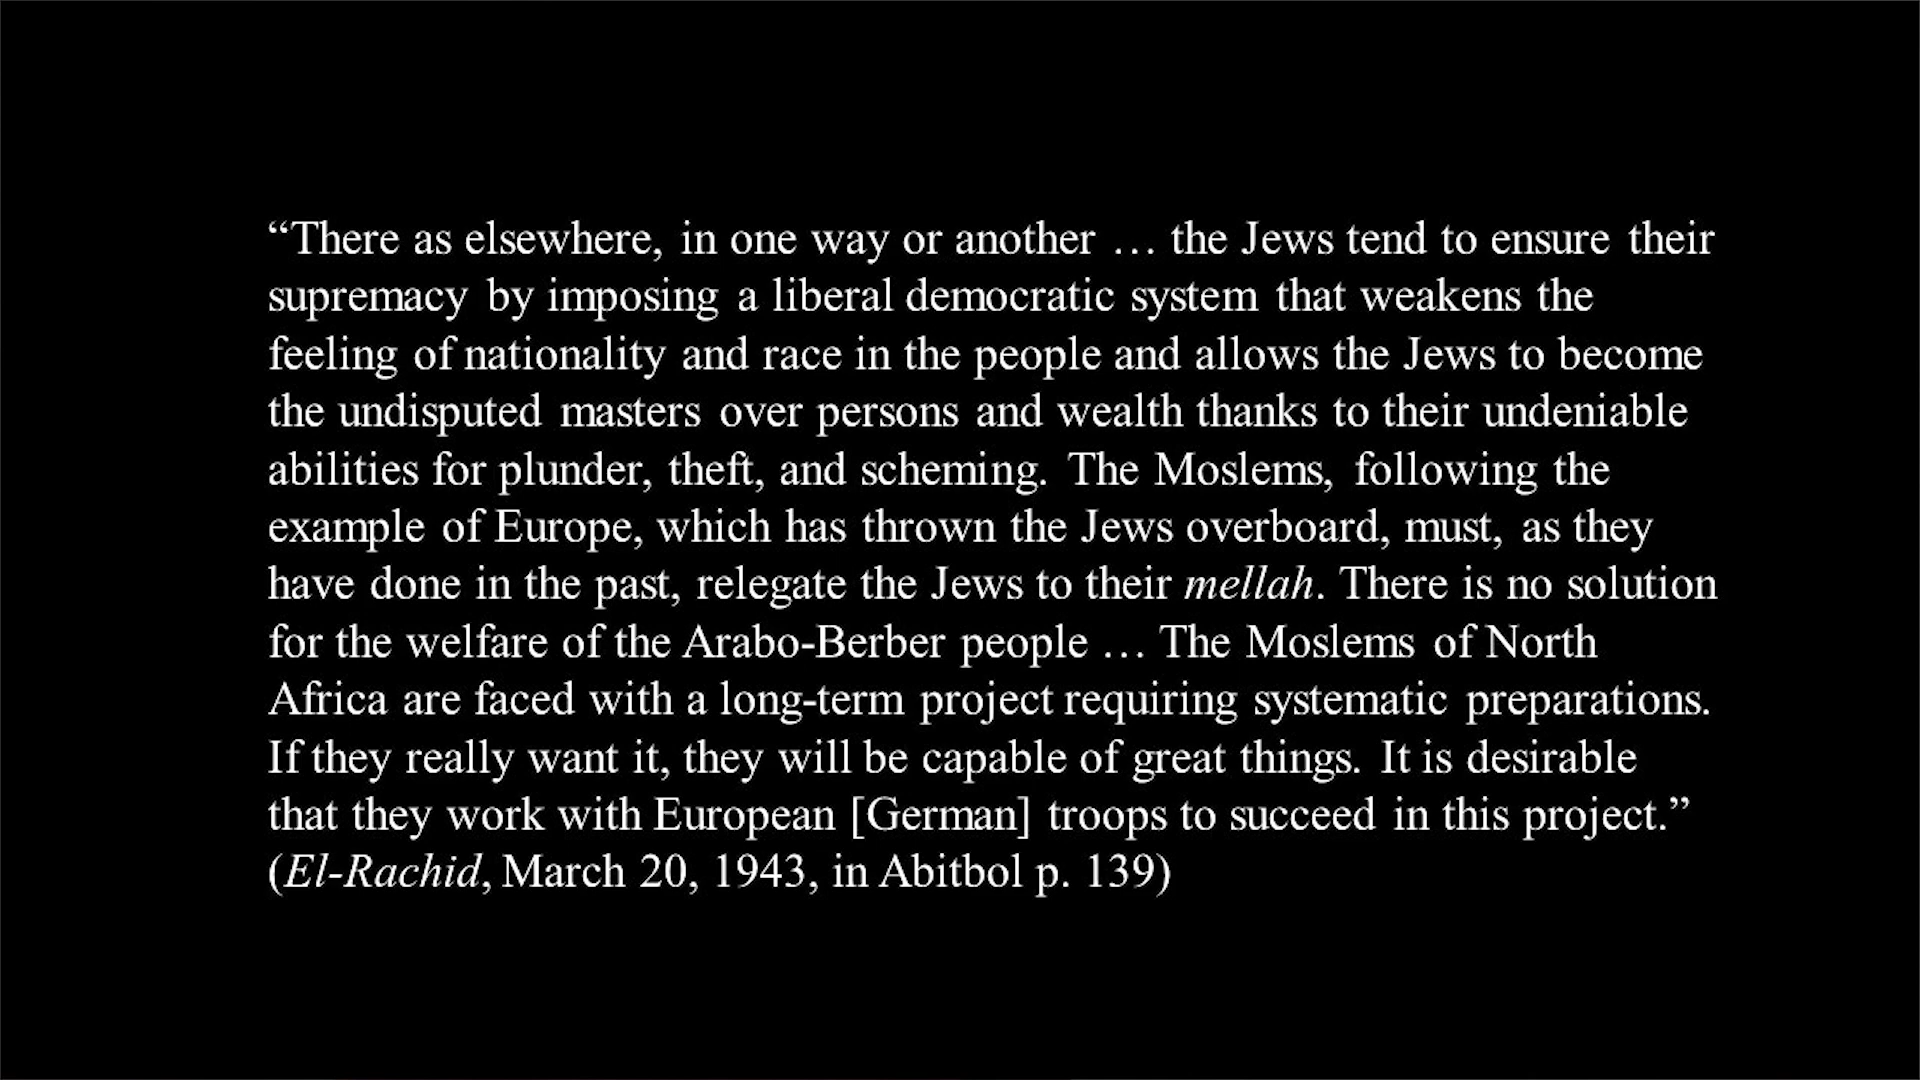 “There as elsewhere, in one way or another … the Jews tend to ensure their
supremacy by imposing a liberal democratic system that weakens the
feeling of nationality and race in the people and allows the Jews to become
the undisputed masters over persons and wealth thanks to their undeniable
abilities for plunder, theft, and scheming. The Moslems, following the
example of Europe, which has thrown the Jews overboard, must, as they
have done in the past, relegate the Jews to their mellah. There is no solution
for the welfare of the Arabo-Berber people … The Moslems of North
Africa are faced with a long-term project requiring systematic preparations.
If they really want it, they will be capable of great things. It is desirable
that they work with European [German] troops to succeed in this project.”
(El-Rachid, March 20, 1943, in Abitbol p. 139)